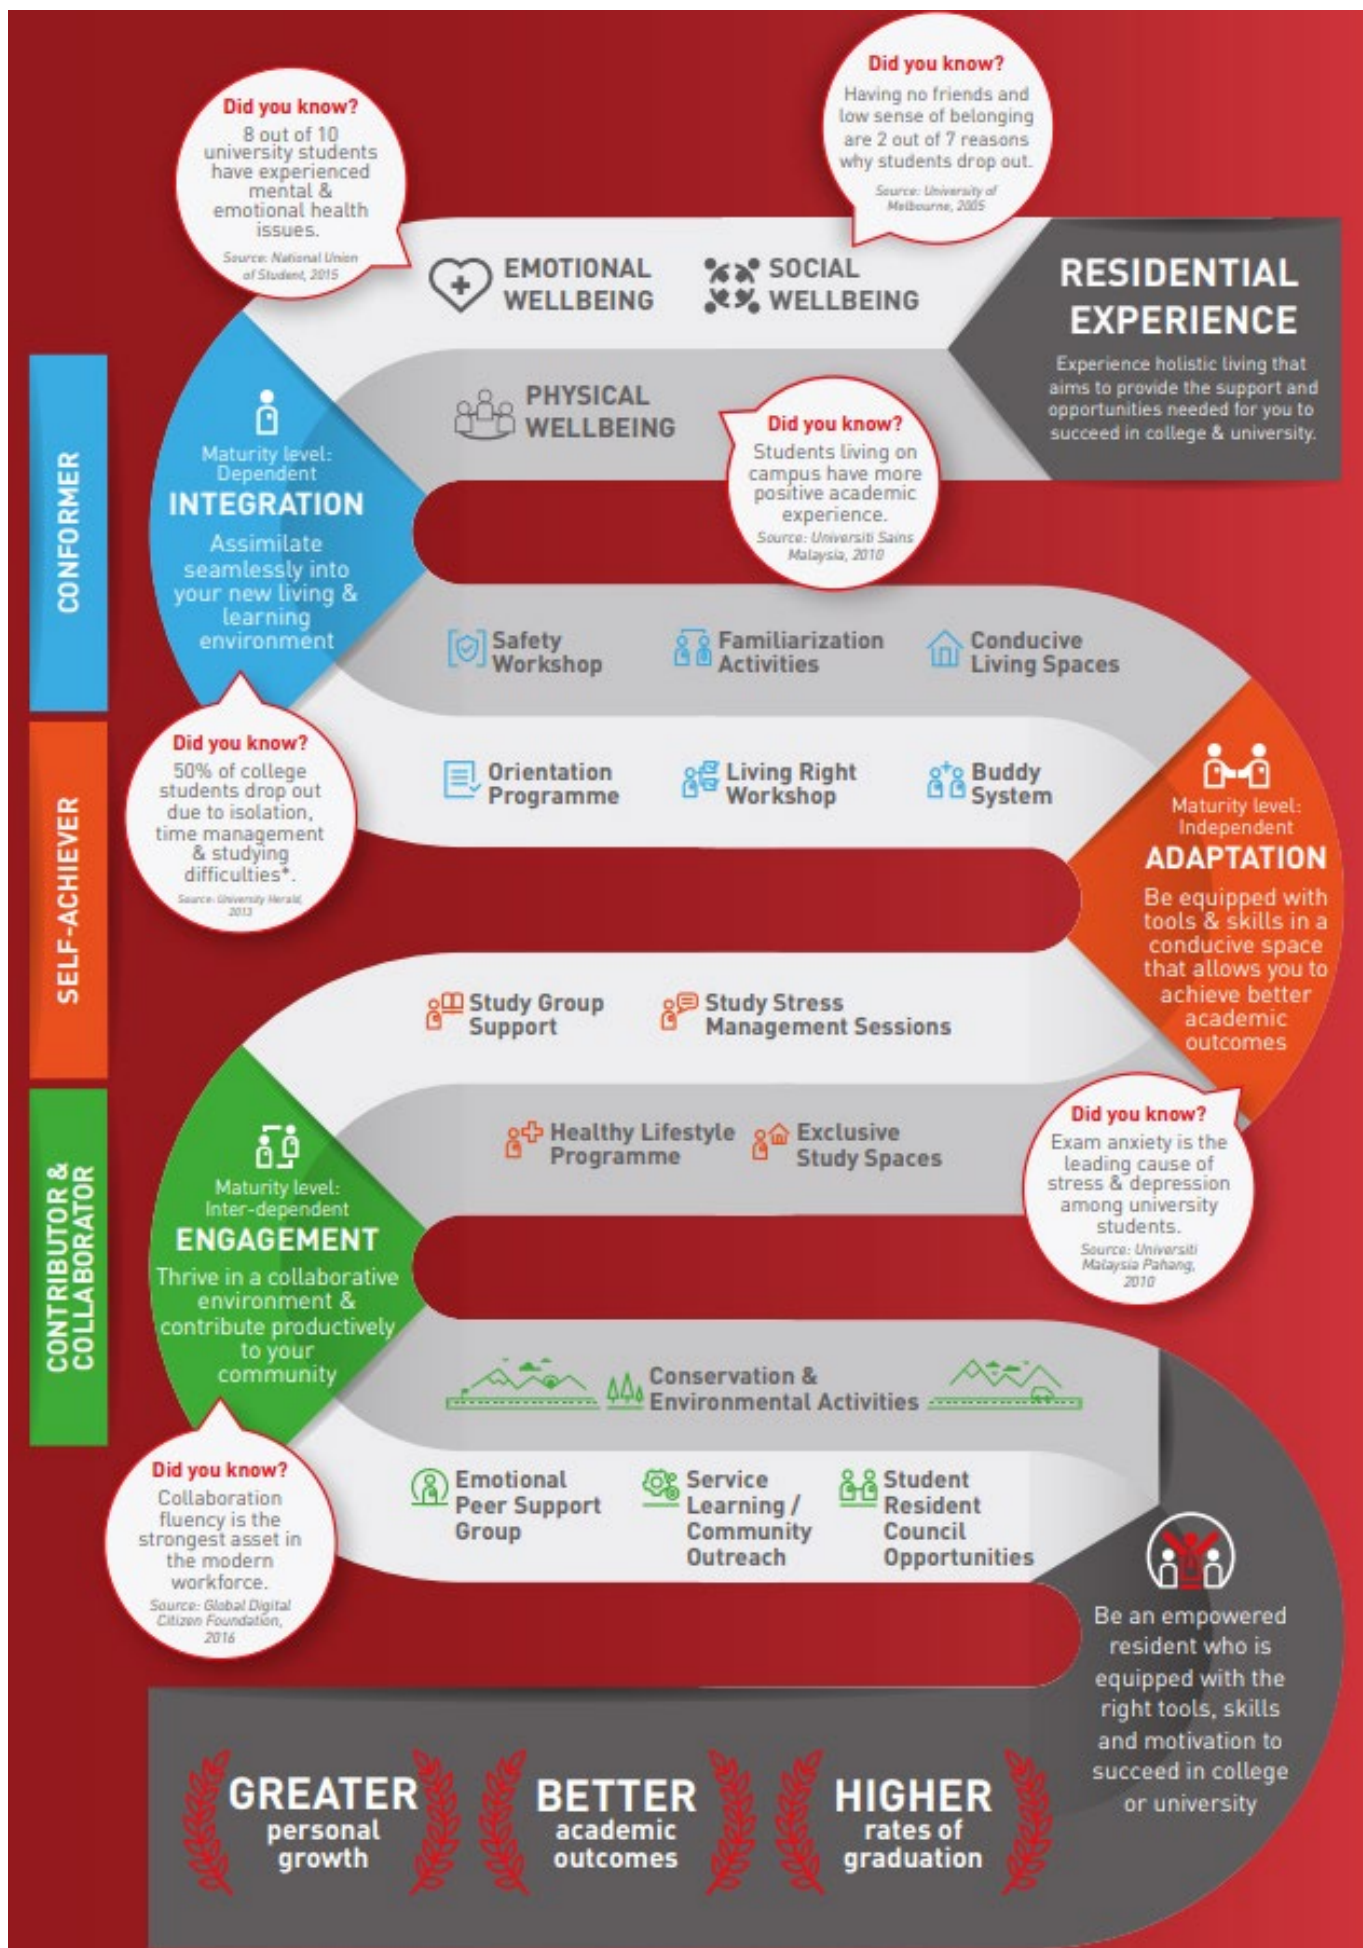 Did you know?
8 out of 10
university students
have experienced
mental &
emotional health
issues.
Source: National Union
of Student, 2015
Did you know?
Having no friends and
low sense of belonging
are 2 out of 7 reasons
why students drop out.
Source: University of
Melbourne, 2005
EMOTIONAL
WELLBEING
SOCIAL
WELLBEING
RESIDENTIAL
EXPERIENCE
Experience holistic living that
aims to provide the support and
opportunities needed for you to
succeed in college & university.
PHYSICAL
WELLBEING
Did you know?
Students living on
campus have more
positive academic
experience.
Source: Universiti Sains
Malaysia, 2010
CONFORMER
Maturity level:
Dependent
INTEGRATION
Assimilate
seamlessly into
your new living &
learning
environment
Safety
Workshop
Familiarization
Activities
Conducive
Living Spaces
Did you know?
50% of college
students drop out
due to isolation,
time management
& studying
difficulties*.
Source: University Herald,
2013
Orientation
Programme
Living Right
Workshop
Buddy
System
SELF-ACHIEVER
Maturity level:
Independent
ADAPTATION
Be equipped with
tools & skills in a
conducive space
that allows you to
achieve better
academic
outcomes
Study Group
Support
Study Stress
Management Sessions
Healthy Lifestyle
Programme
Exclusive
Study Spaces
Did you know?
Exam anxiety is the
leading cause of
stress & depression
among university
students.
Source: Universiti
Malaysia Pahang,
2010
CONTRIBUTOR &
COLLABORATOR
Maturity level:
Inter-dependent
ENGAGEMENT
Thrive in a collaborative
environment &
contribute productively
to your
community
Conservation &
Environmental Activities
Did you know?
Collaboration
fluency is the
strongest asset in
the modern
workforce.
Source: Global Digital
Citizen Foundation,
2016
Emotional
Peer Support
Group
Service
Learning /
Community
Outreach
Student
Resident
Council
Opportunities
Be an empowered
resident who is
equipped with the
right tools, skills
and motivation to
succeed in college
or university
GREATER
personal
growth
BETTER
academic
outcomes
HIGHER
rates of
graduation